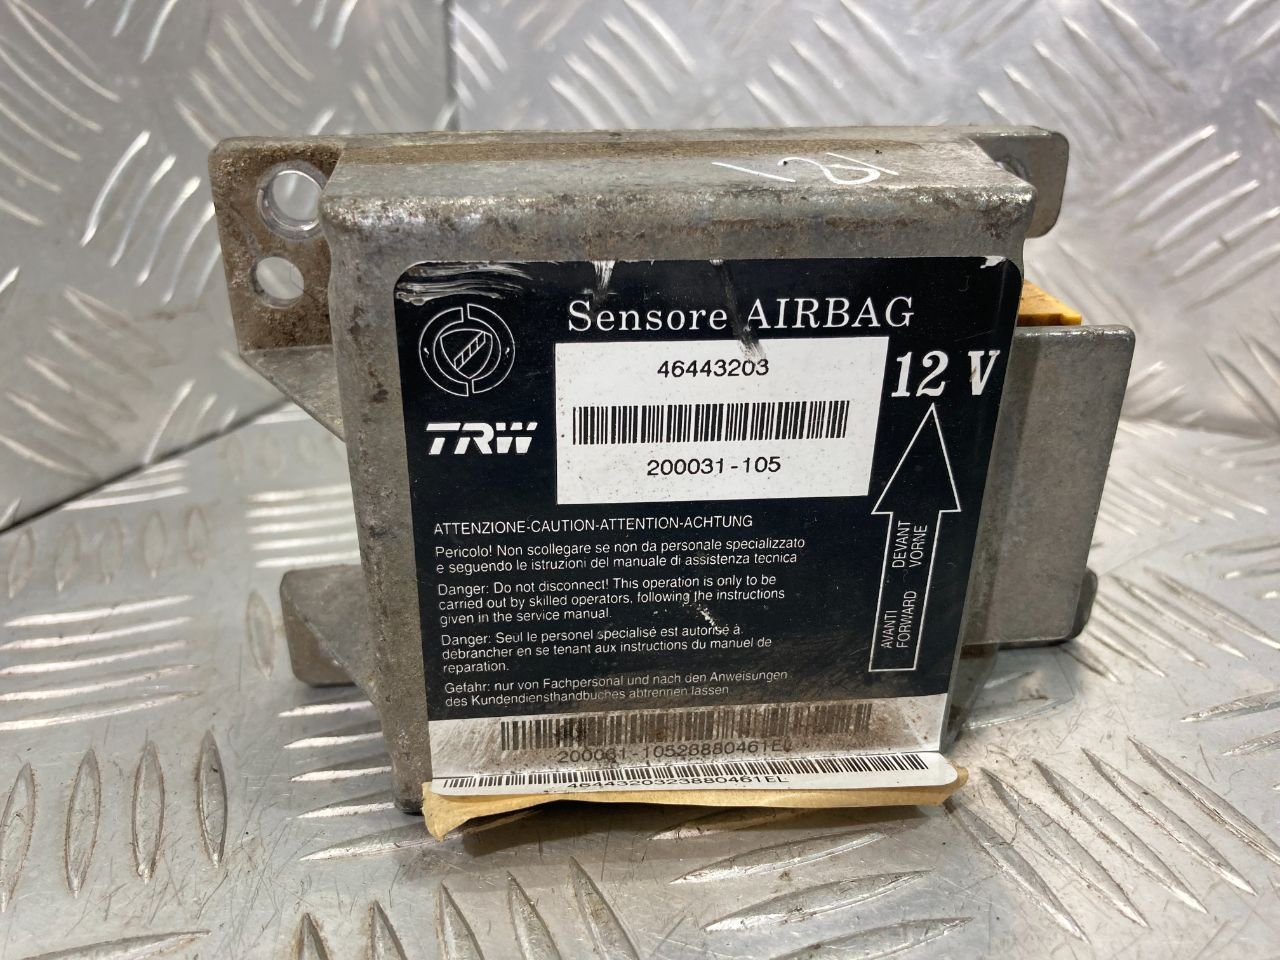 121
Sensore AIRBAG
46443203
12 V
TRW
200031-105
ATTENZIONE-CAUTION-ATTENTION-ACHTUNG
Pericolo! Non scollegare se non da personale specializzato
e seguendo le istruzioni del manuale di assistenza tecnica
Danger: Do not disconnect! This operation is only to be
carried out by skilled operators, following the instructions
given in the service manual.
Danger: Seul le personel specialisé est autorisé à
debrancher en se tenant aux instructions du manuel de
reparation.
Gefahr: nur von Fachpersonal und nach den Anweisungen
des Kundendiensthandbuches abtrennen lassen
AVANTI DEVANT
FORWARD VORNE
200031-10528880461EL
4644320323880461EL